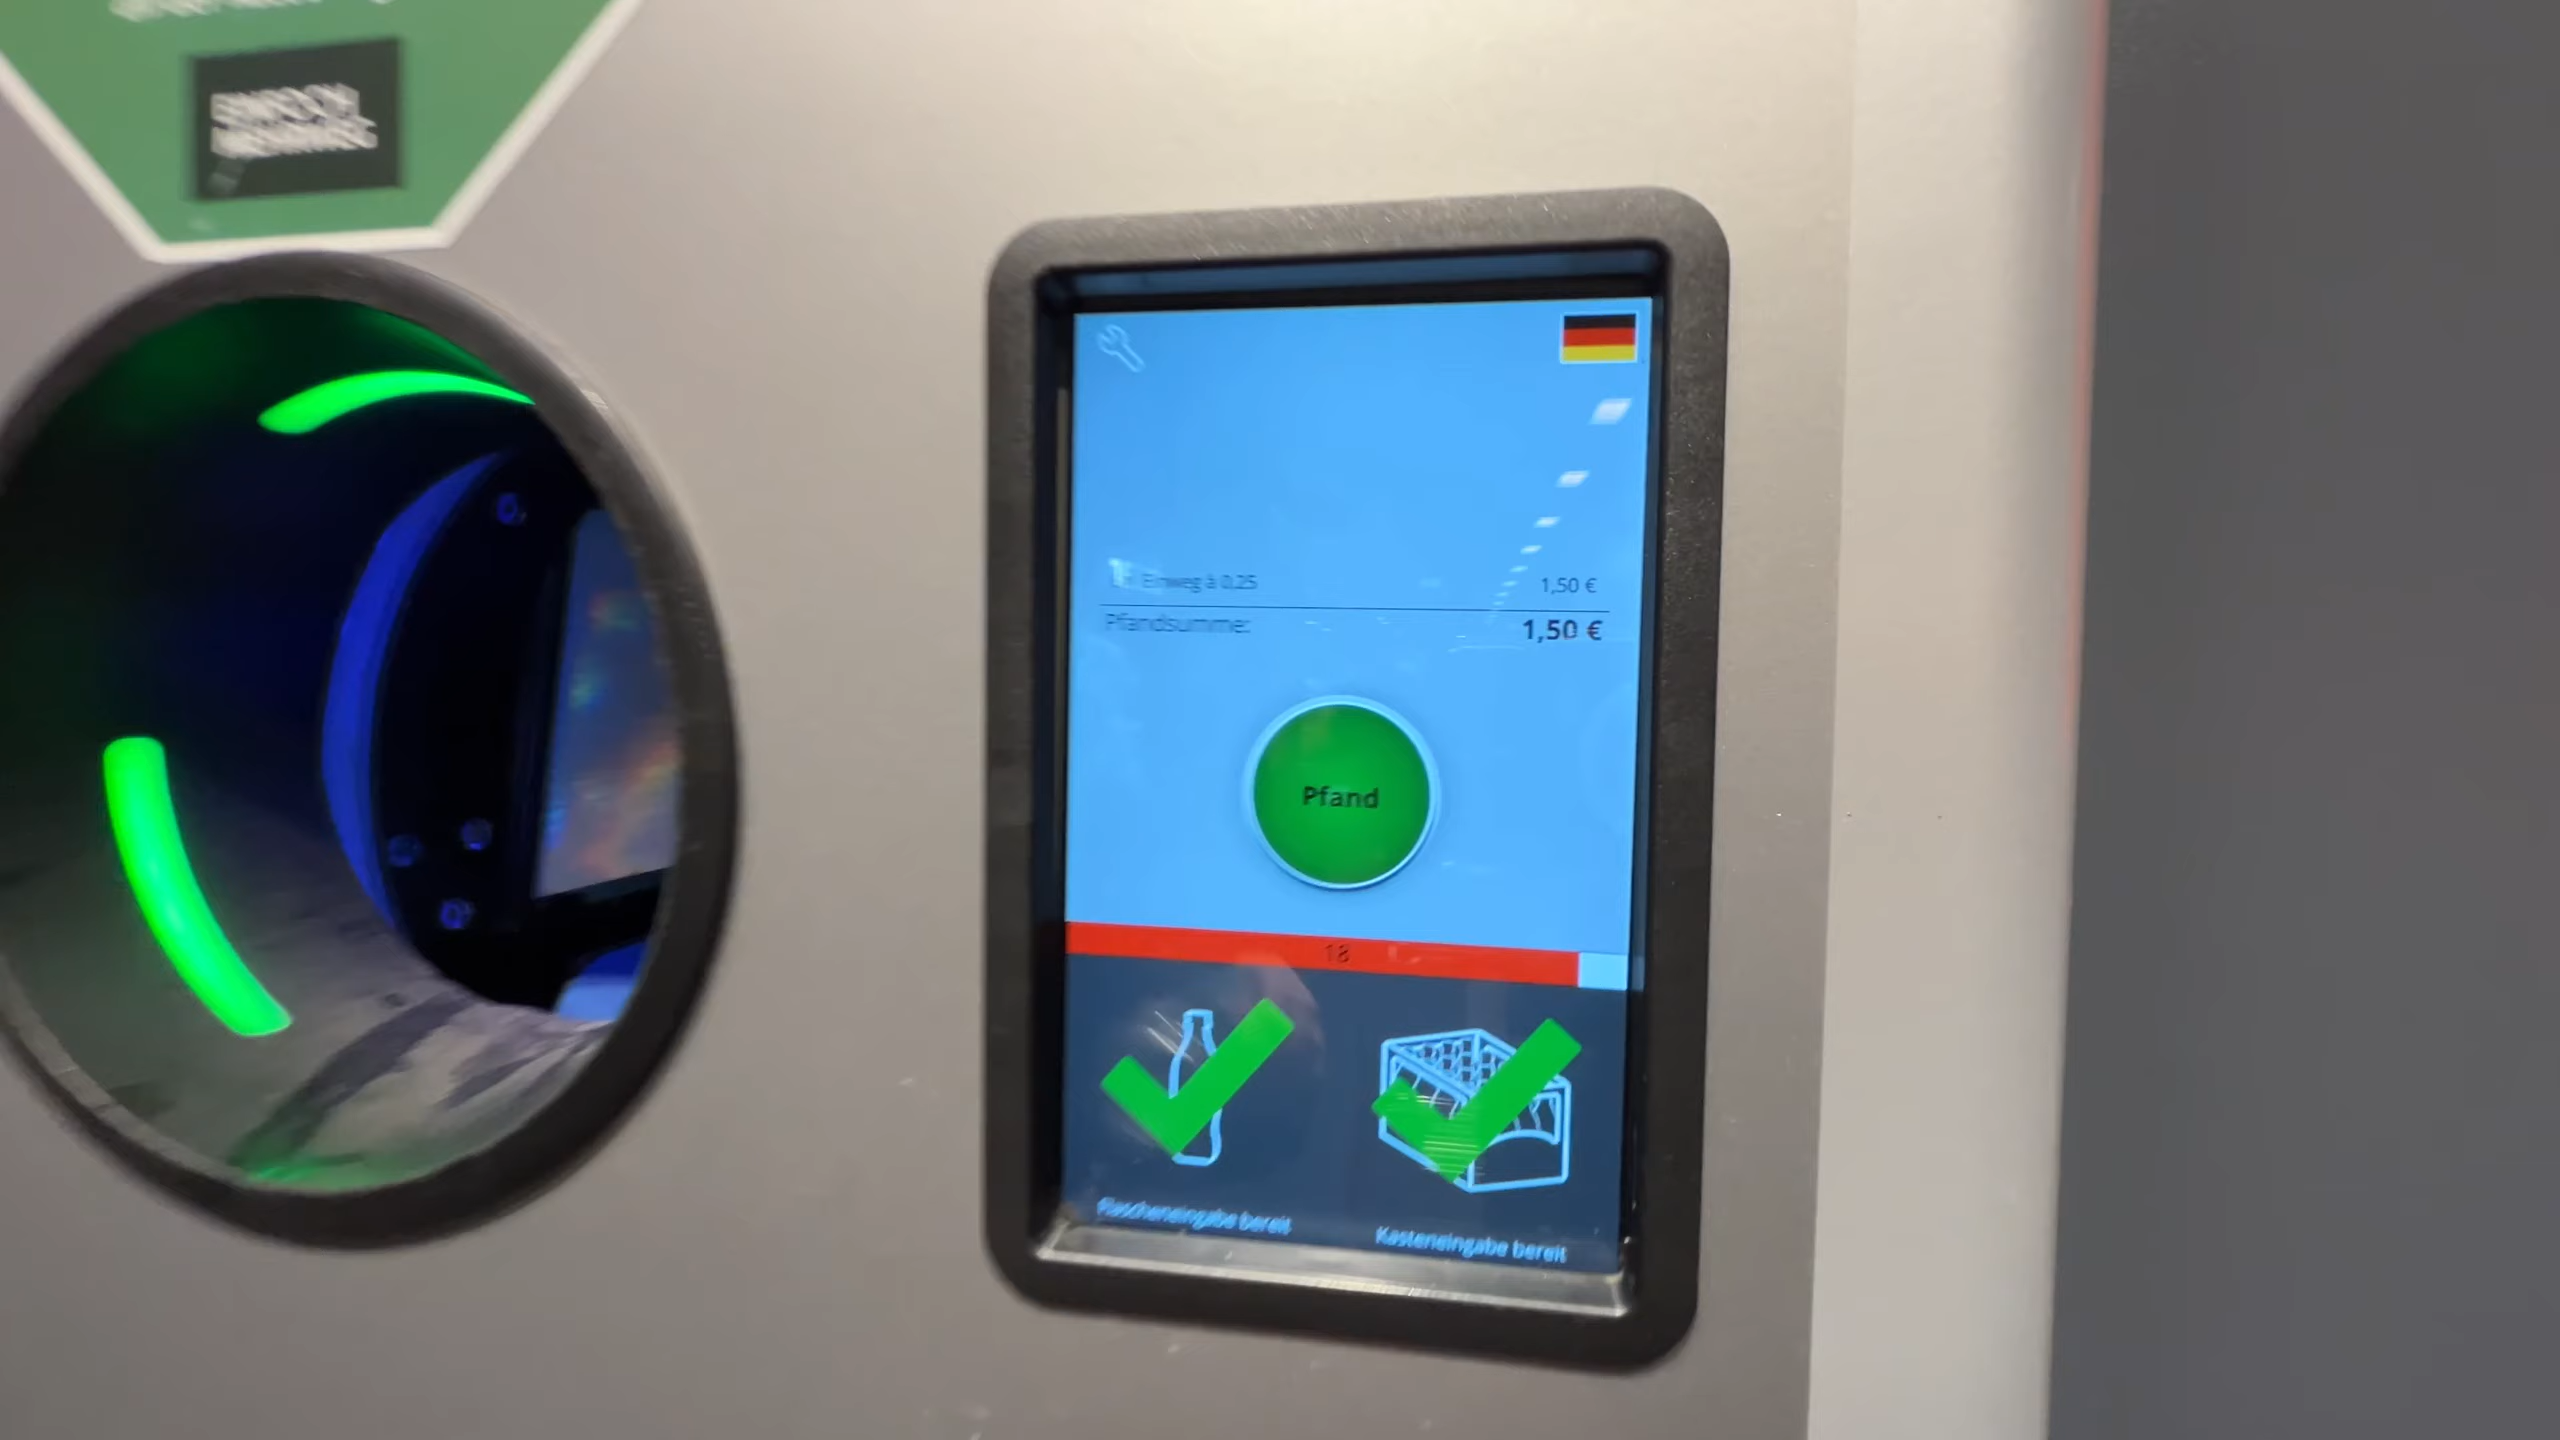 Einweg à 0,25 1,50 €
Pfandsumme: 1,50 €
Pfand
18
Flascheneingabe bereit
Kasteneingabe bereit